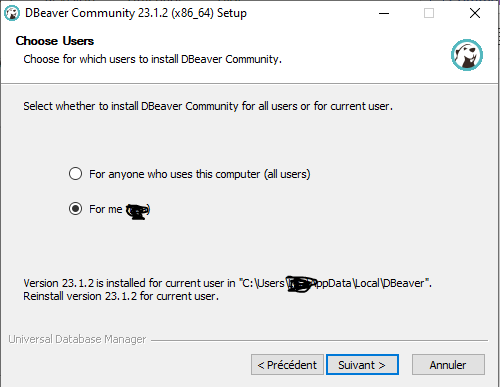 DBeaver Community 23.1.2 (x86_64) Setup
Choose Users
Choose for which users to install DBeaver Community.
Select whether to install DBeaver Community for all users or for current user.
For anyone who uses this computer (all users)
For me
Version 23.1.2 is installed for current user in "C:\Users\ ppData\Local\DBeaver".
Reinstall version 23.1.2 for current user.
Universal Database Manager
< Précédent
Suivant >
Annuler